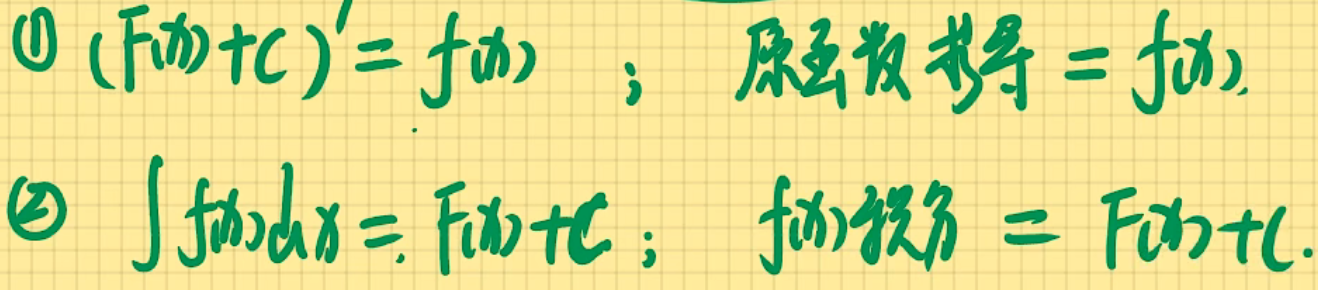 ① (F(x)+C)' = f(x) ; 原函数求导 = f(x).
② ∫f(x)dx = F(x)+C ; f(x)积分 = F(x)+C.